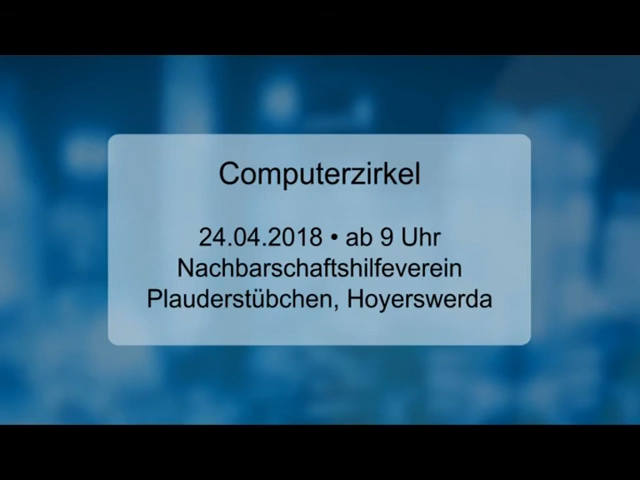 Computerzirkel
24.04.2018 • ab 9 Uhr
Nachbarschaftshilfeverein
Plauderstübchen, Hoyerswerda